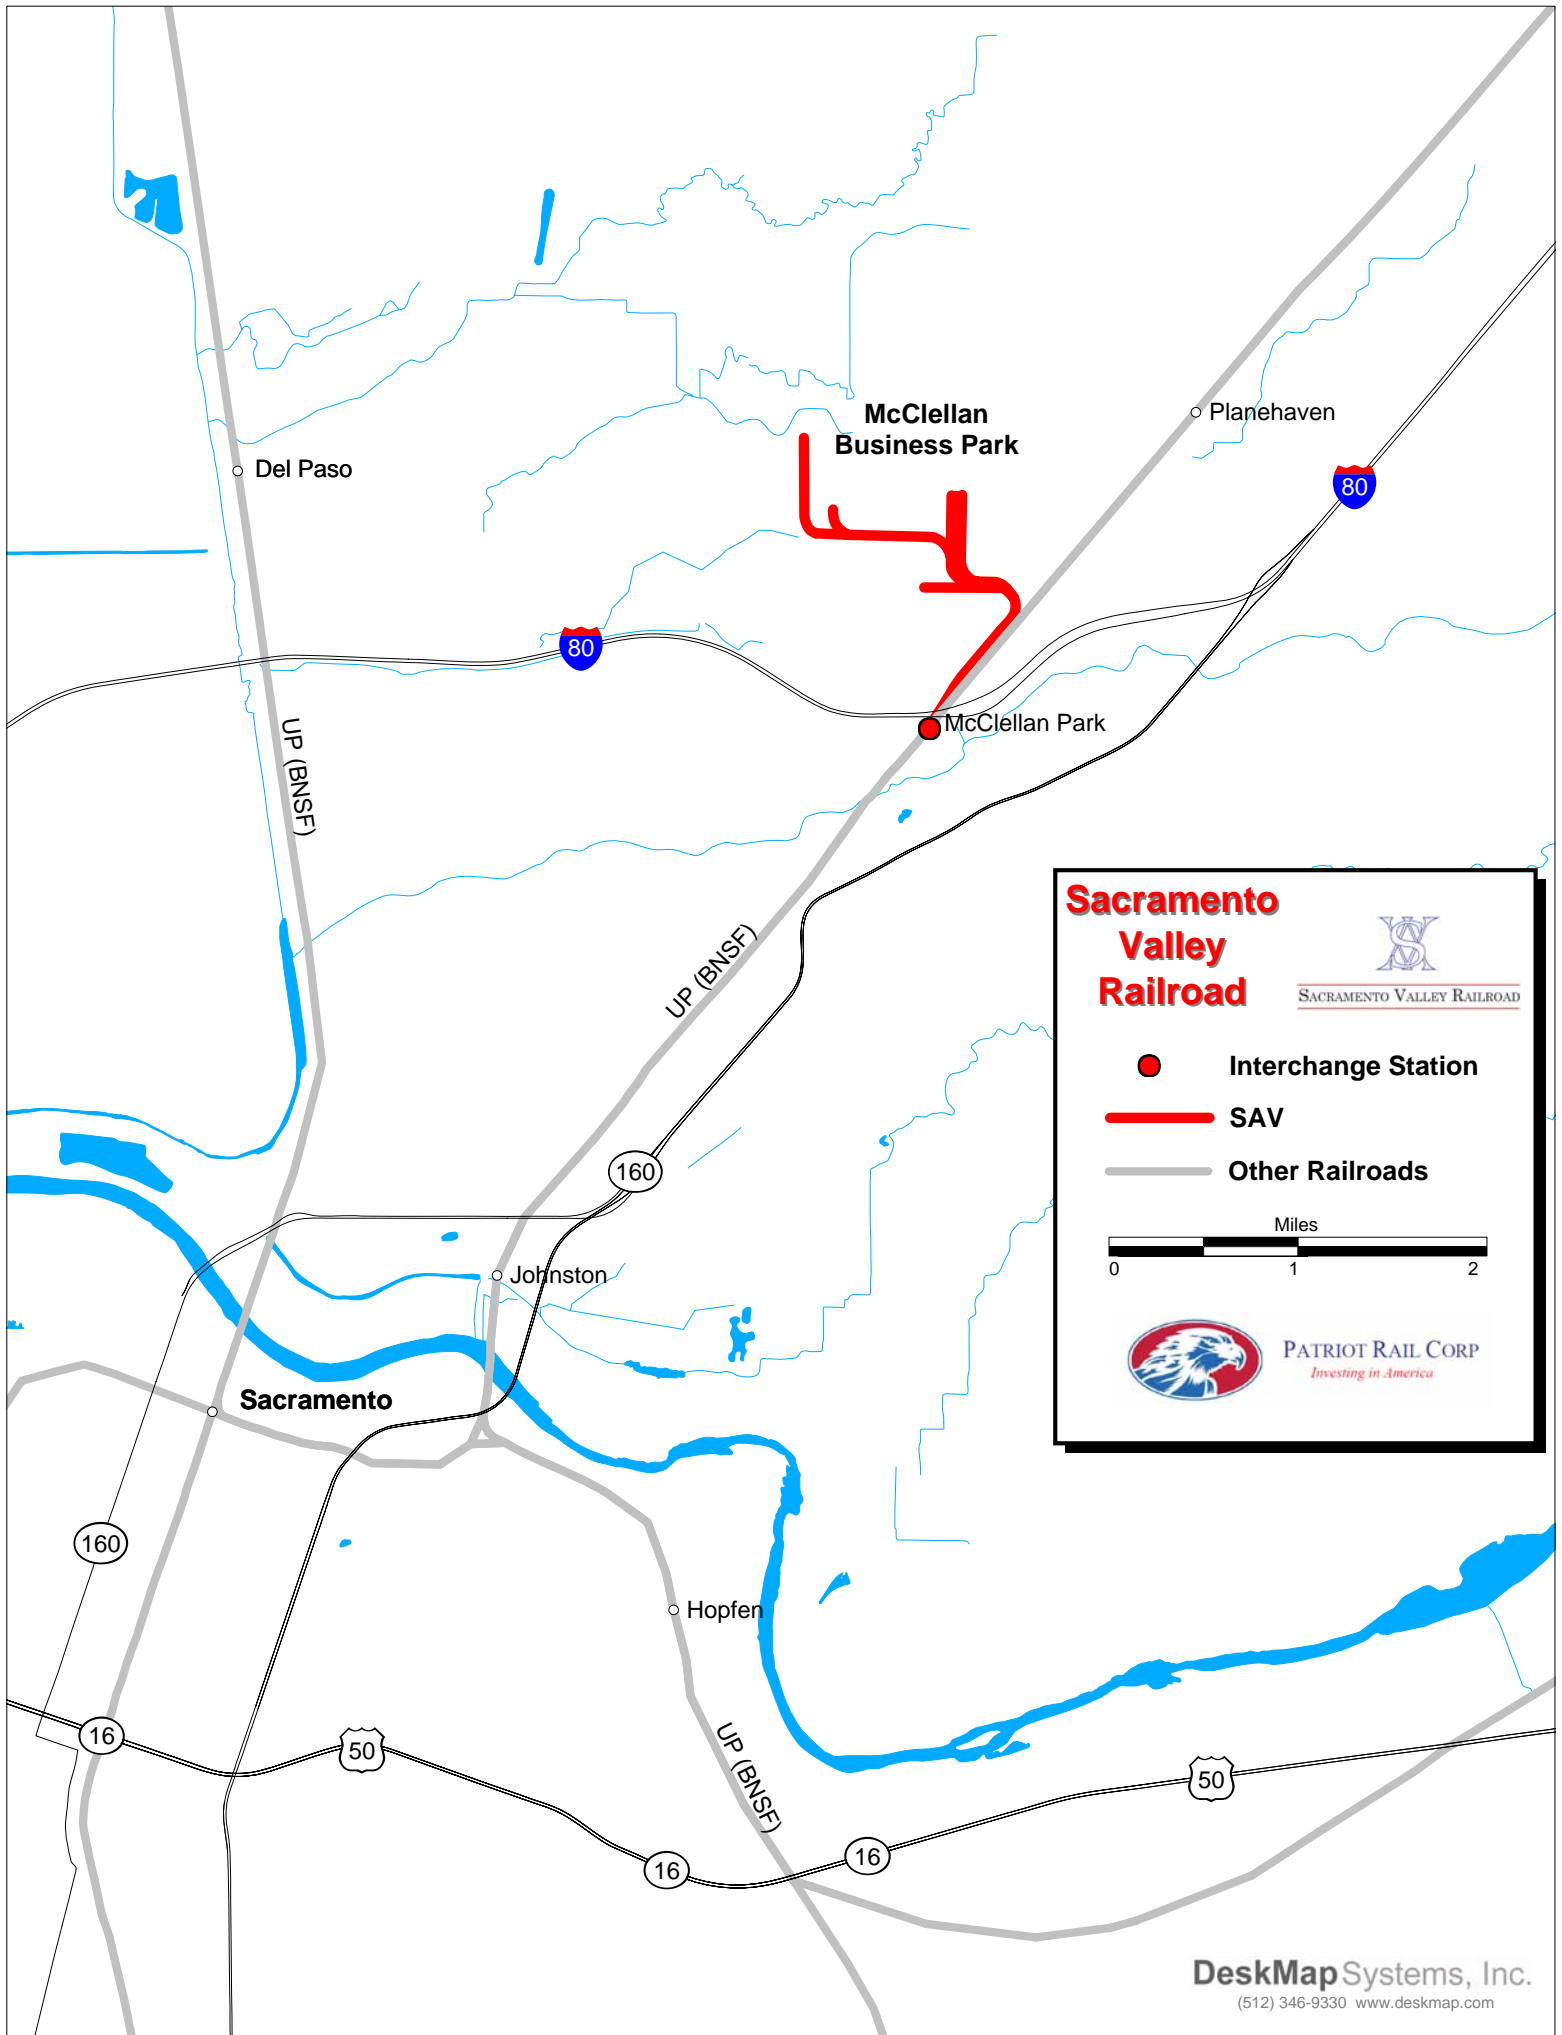 McClellan
Business Park
Planehaven
Del Paso
80
80
McClellan Park
UP (BNSF)
UP (BNSF)
Sacramento
Valley
Railroad
SACRAMENTO VALLEY RAILROAD
Interchange Station
SAV
Other Railroads
Miles
0 1 2
PATRIOT RAIL CORP
Investing in America
160
Johnston
Sacramento
160
Hopfen
16
50
UP (BNSF)
50
16
16
DeskMap Systems, Inc.
(512) 346-9330 www.deskmap.com